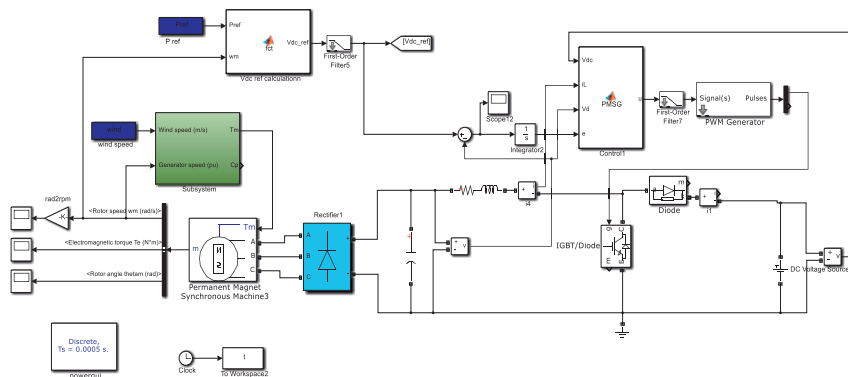 Pref
P ref
Pref
wm
fct
Vdc_ref
Vdc ref calculationn
First-Order
Filter5
[Vdc_ref]
Scope12
1
s
Integrator2
Vdc
iL
Vd
e
PMSG
u
Control1
First-Order
Filter7
Signal(s)
Pulses
PWM Generator
wind
wind speed
Wind speed (m/s)
Generator speed (pu)
Tm
Cp
Subsystem
rad2rpm
-K-
<Rotor speed wm (rad/s)>
<Electromagnetic torque Te (N*m)>
<Rotor angle thetam (rad)>
m
Tm
N
S
A
B
C
Permanent Magnet
Synchronous Machine3
Rectifier1
A
B
C
+
-
+
+
-
v
+
-
i
i4
g
C
m
E
IGBT/Diode
a
k
m
Diode
+
-
i
i1
DC Voltage Source
+
-
v
Discrete,
Ts = 0.0005 s.
powergui
Clock
t
To Workspace2